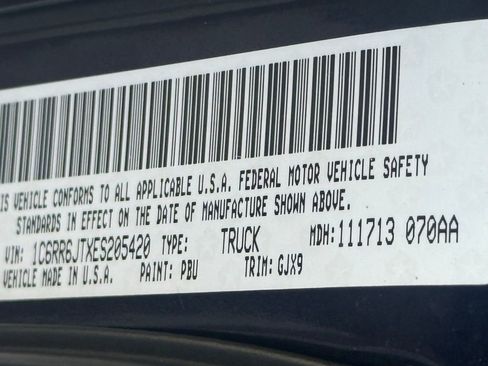 IS VEHICLE CONFORMS TO ALL APPLICABLE U.S.A. FEDERAL MOTOR VEHICLE SAFETY
STANDARDS IN EFFECT ON THE DATE OF MANUFACTURE SHOWN ABOVE.
VIN: 1C6RR6JTXES205420 TYPE: TRUCK MDH: 111713 070AA
VEHICLE MADE IN U.S.A. PAINT: PBU TRIM: GJX9